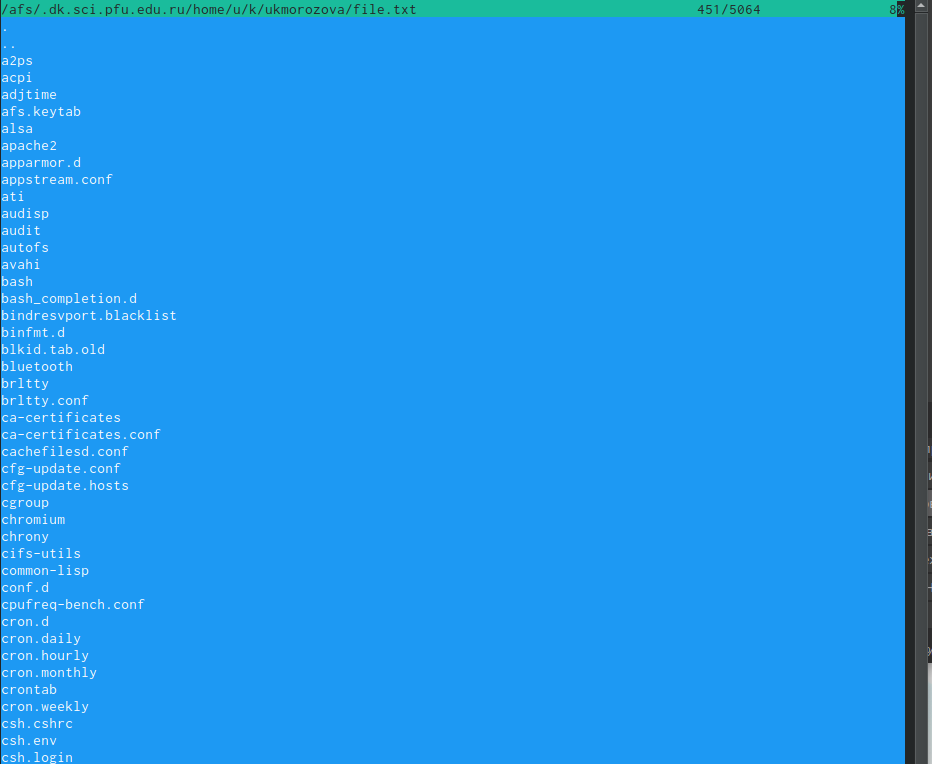 /afs/.dk.sci.pfu.edu.ru/home/u/k/ukmorozova/file.txt 451/5064 8%
.
..
a2ps
acpi
adjtime
afs.keytab
alsa
apache2
apparmor.d
appstream.conf
ati
audisp
audit
autofs
avahi
bash
bash_completion.d
bindresvport.blacklist
binfmt.d
blkid.tab.old
bluetooth
brltty
brltty.conf
ca-certificates
ca-certificates.conf
cachefilesd.conf
cfg-update.conf
cfg-update.hosts
cgroup
chromium
chrony
cifs-utils
common-lisp
conf.d
cpufreq-bench.conf
cron.d
cron.daily
cron.hourly
cron.monthly
crontab
cron.weekly
csh.cshrc
csh.env
csh.login